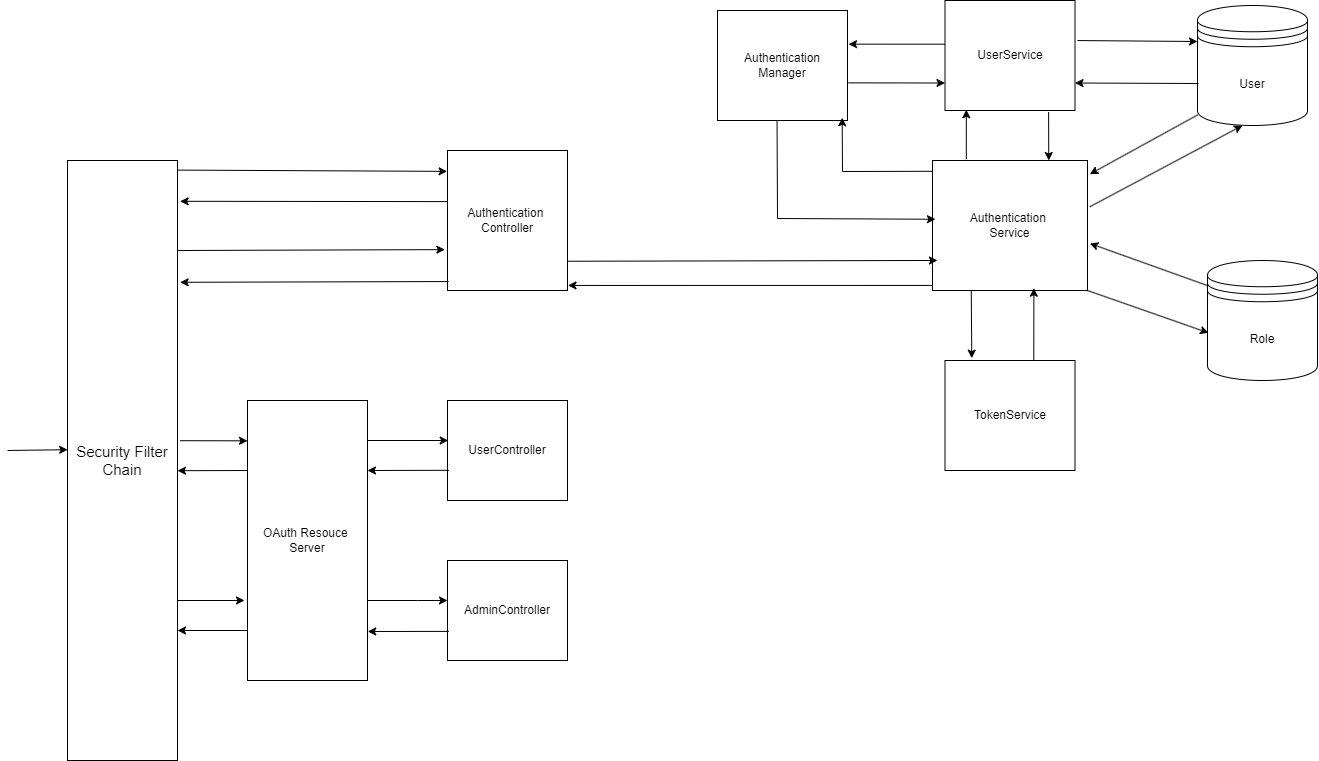 Authentication
Manager
UserService
User
Authentication
Controller
Authentication
Service
Role
TokenService
Security Filter
Chain
UserController
OAuth Resouce
Server
AdminController